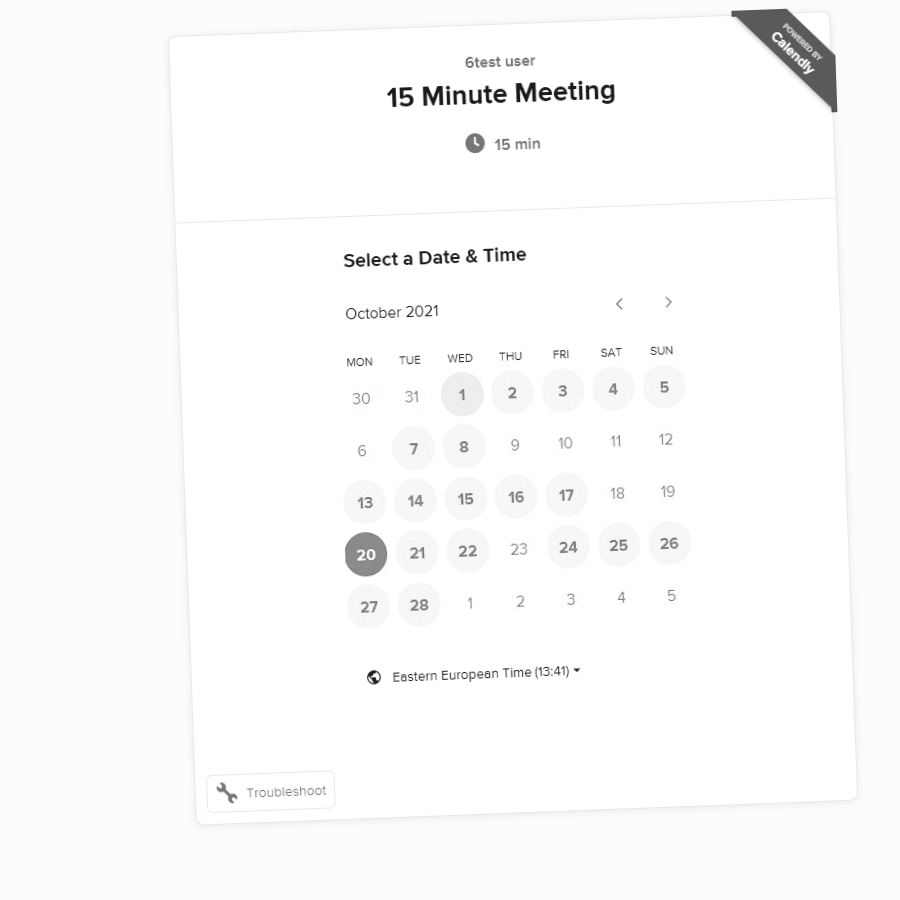 POWERED BY
Calendly
6test user
15 Minute Meeting
15 min
Select a Date & Time
October 2021
MON TUE WED THU FRI SAT SUN
30 31 1 2 3 4 5
6 7 8 9 10 11 12
13 14 15 16 17 18 19
20 21 22 23 24 25 26
27 28 1 2 3 4 5
Eastern European Time (13:41)
Troubleshoot